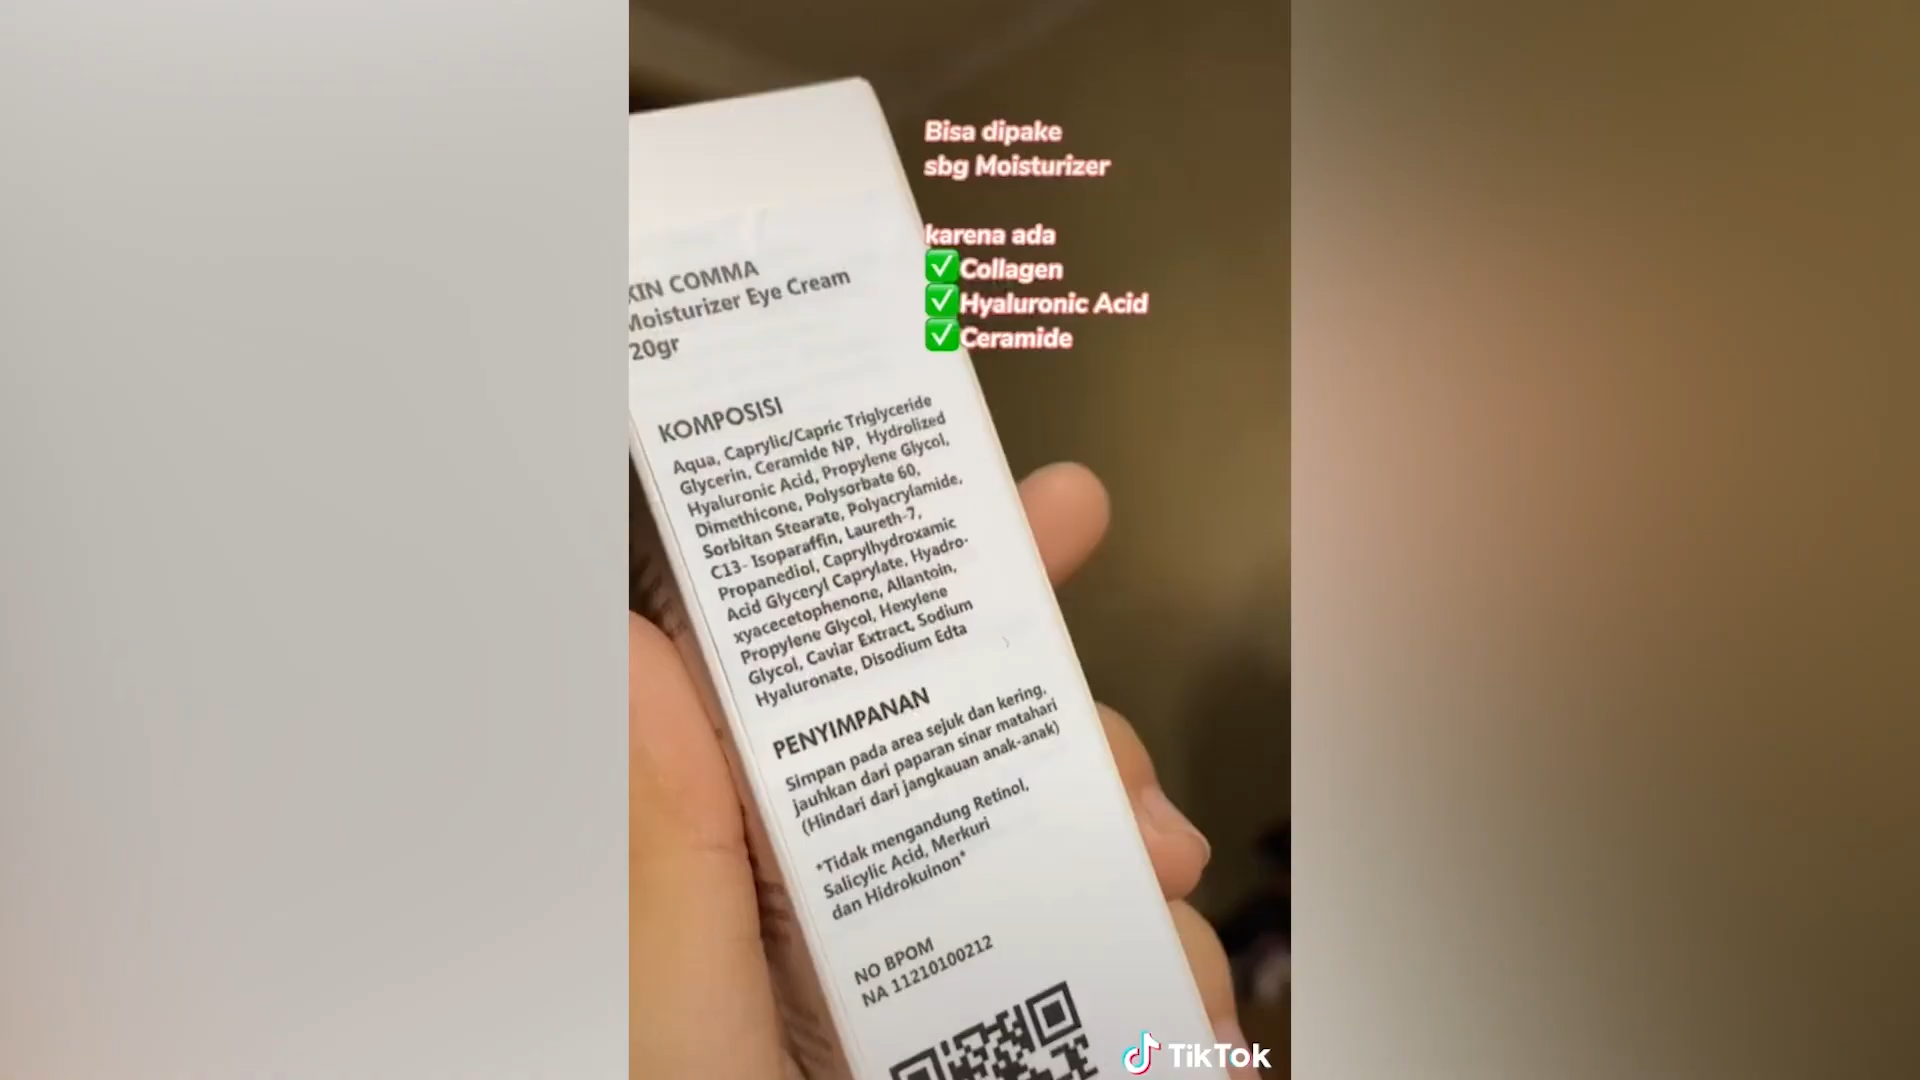 Bisa dipake
sbg Moisturizer
karena ada
✅Collagen
✅Hyaluronic Acid
✅Ceramide
KIN COMMA
Moisturizer Eye Cream
20gr
KOMPOSISI
Aqua, Caprylic/Capric Triglyceride
Glycerin, Ceramide NP, Hydrolized
Hyaluronic Acid, Propylene Glycol,
Dimethicone, Polysorbate 60,
Sorbitan Stearate, Polyacrylamide,
C13- Isoparaffin, Laureth-7,
Propanediol, Caprylhydroxamic
Acid Glyceryl Caprylate, Hyadro-
xyacecetophenone, Allantoin,
Propylene Glycol, Hexylene
Glycol, Caviar Extract, Sodium
Hyaluronate, Disodium Edta
PENYIMPANAN
Simpan pada area sejuk dan kering,
jauhkan dari paparan sinar matahari
(Hindari dari jangkauan anak-anak)
*Tidak mengandung Retinol,
Salicylic Acid, Merkuri
dan Hidrokuinon*
NO BPOM
NA 11210100212
TikTok